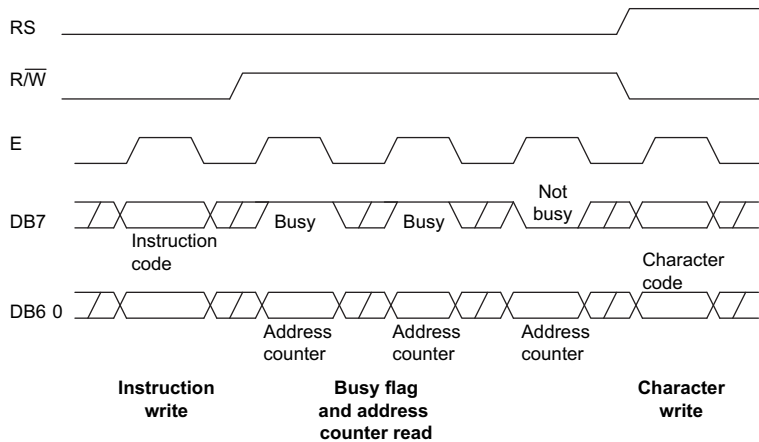 RS
R/W
E
DB7
Busy
Busy
Not
busy
Instruction
code
Character
code
DB6 0
Address
counter
Address
counter
Address
counter
Instruction
write
Busy flag
and address
counter read
Character
write